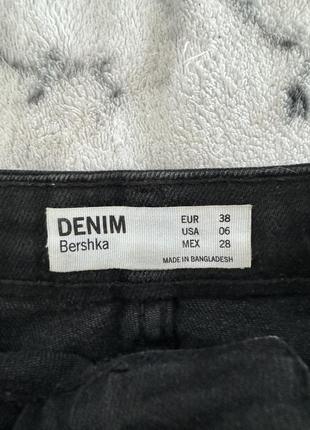 DENIM
Bershka
EUR 38
USA 06
MEX 28
MADE IN BANGLADESH